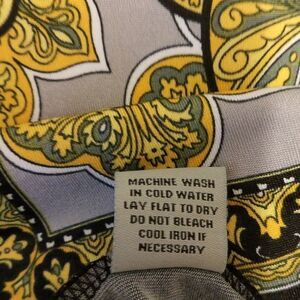 MACHINE WASH
IN COLD WATER
LAY FLAT TO DRY
DO NOT BLEACH
COOL IRON IF
NECESSARY